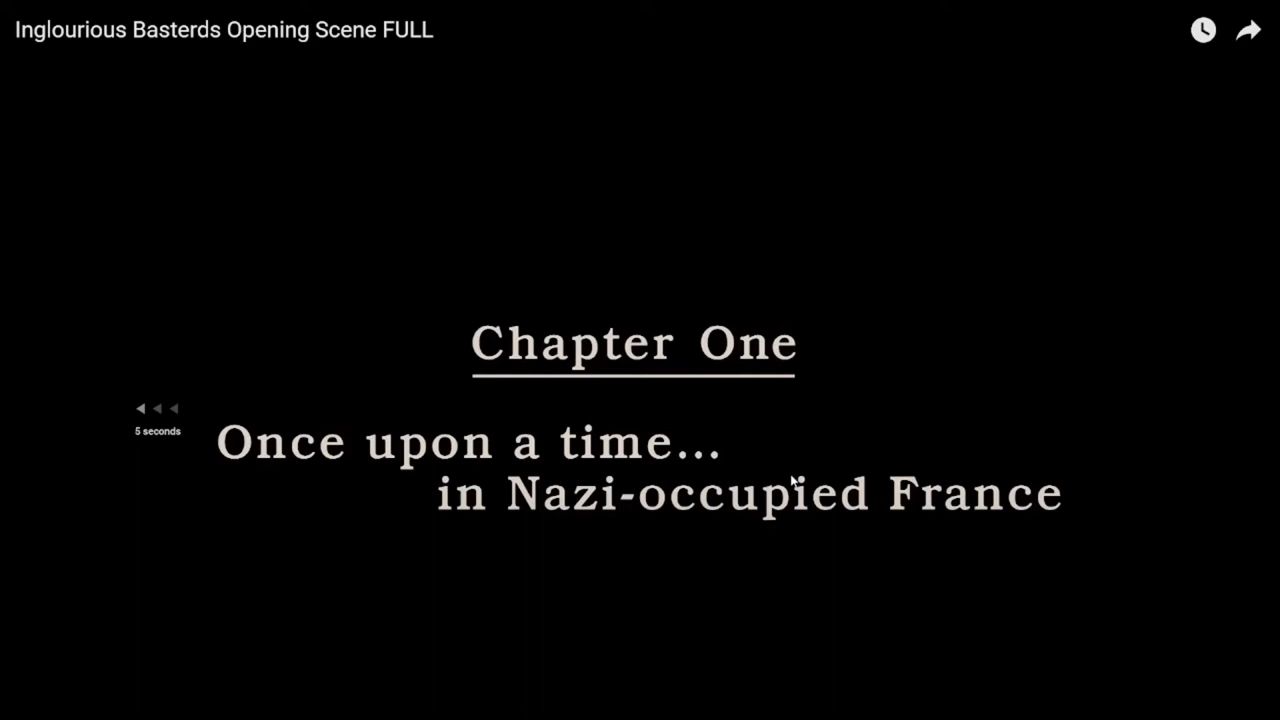 Inglourious Basterds Opening Scene FULL
Chapter One
5 seconds
Once upon a time...
in Nazi-occupied France